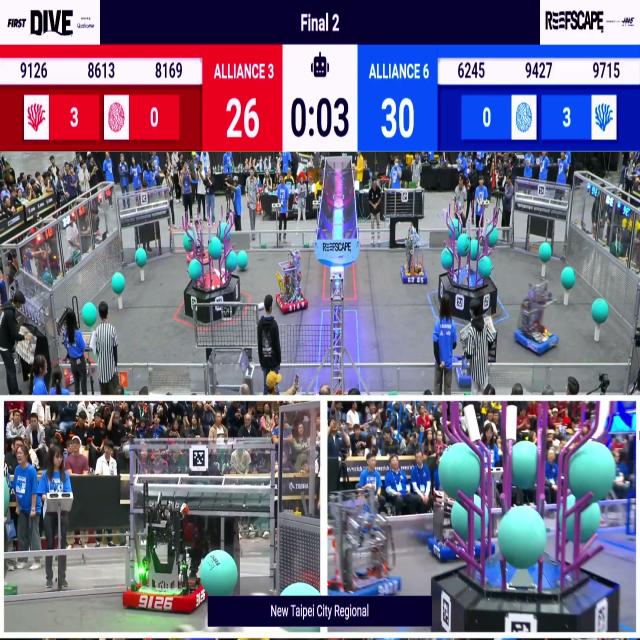 FIRST DIVE
Final 2
REEFSCAPE
9126 8613 8169
ALLIANCE 3
ALLIANCE 6
6245 9427 9715
3 0
26
0:03
30
0 3
REEFSCAPE
9126
New Taipei City Regional